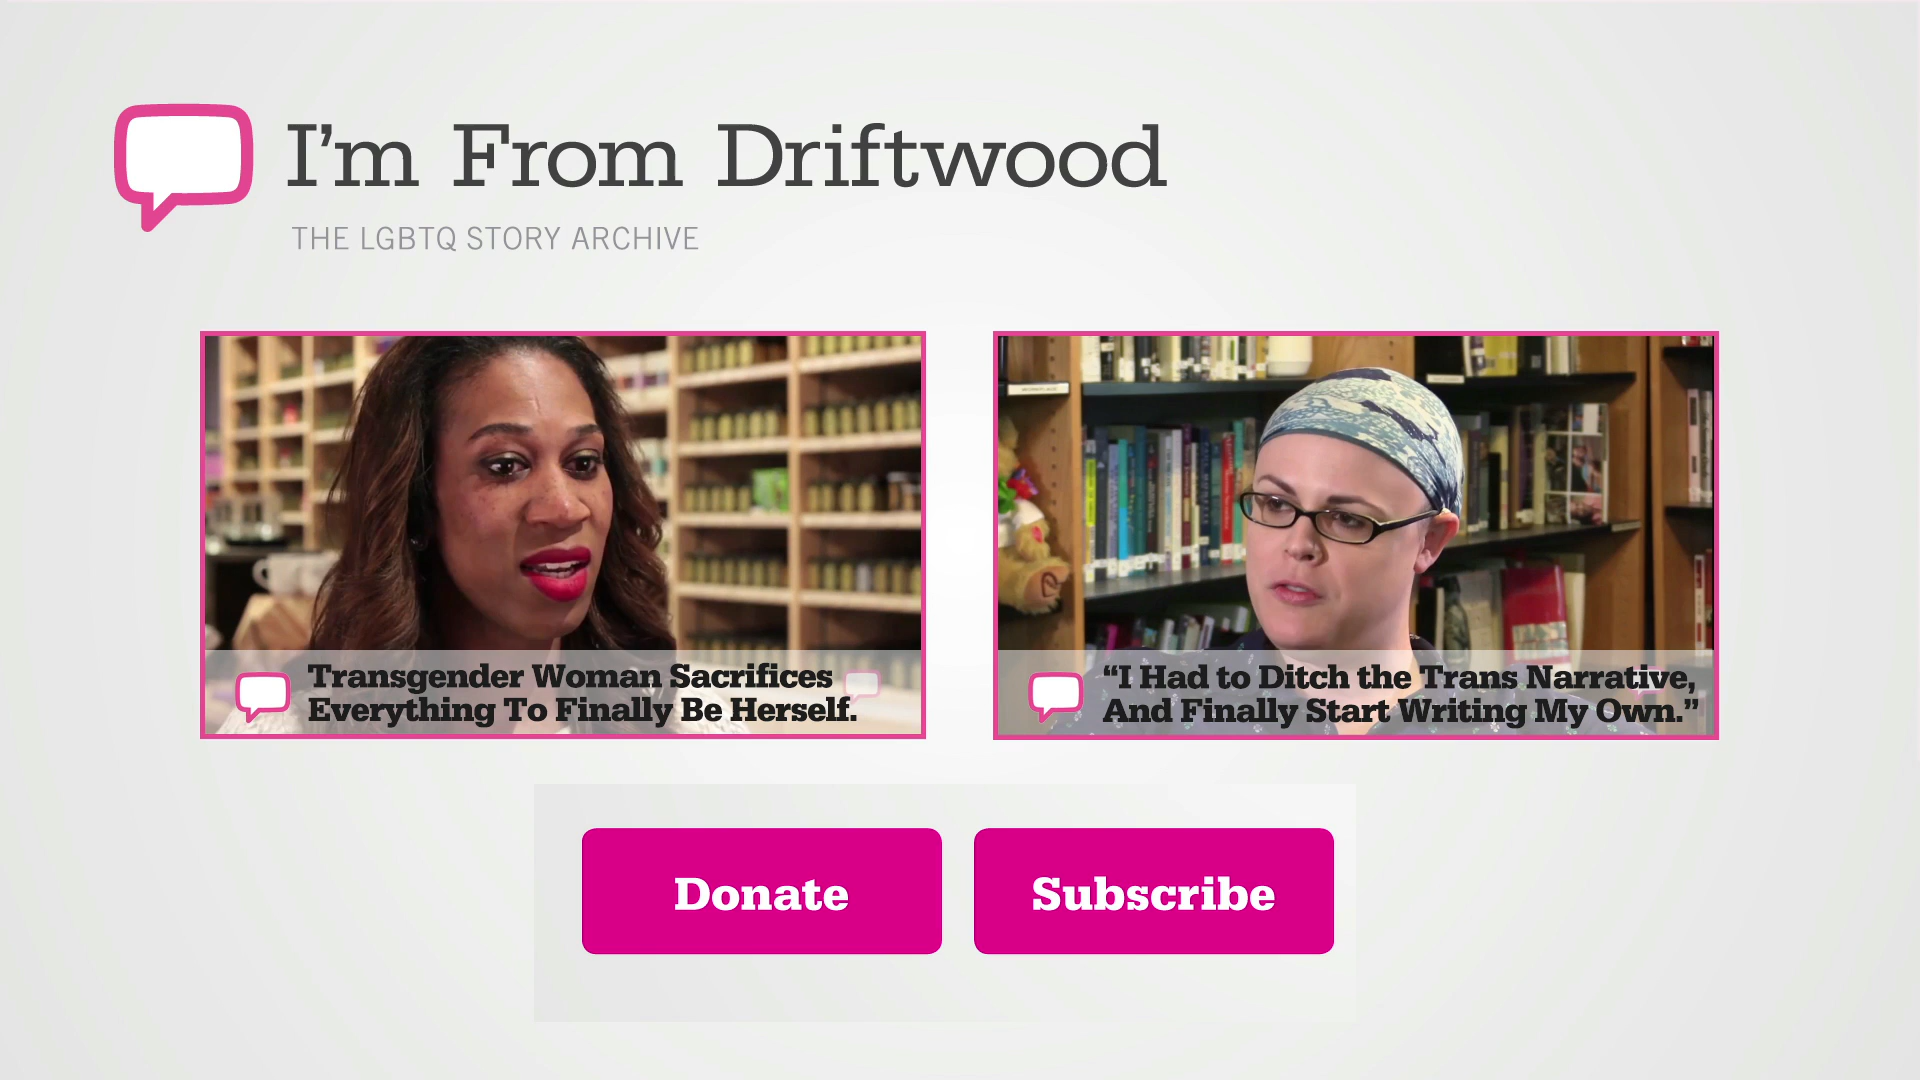 I'm From Driftwood
THE LGBTQ STORY ARCHIVE
Transgender Woman Sacrifices
Everything To Finally Be Herself.
“I Had to Ditch the Trans Narrative,
And Finally Start Writing My Own.”
Donate
Subscribe